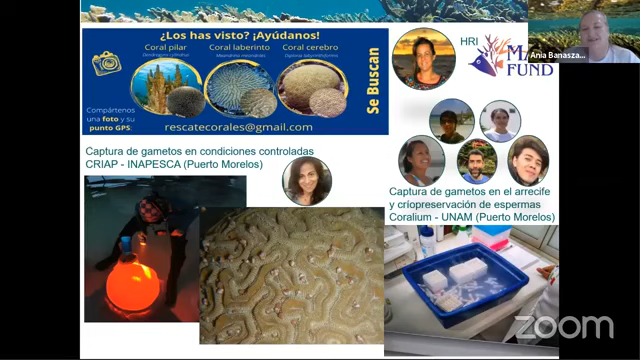 ¿Los has visto? ¡Ayúdanos!
Coral pilar
Coral laberinto
Coral cerebro
Dendrogyra cylindrus
Meandrina meandrites
Diploria labyrinthiformis
Compártenos
una foto y su
punto GPS:
rescatecorales@gmail.com
Se Buscan
HRI
FUND
Ania Banasza...
Captura de gametos en condiciones controladas
CRIAP - INAPESCA (Puerto Morelos)
Captura de gametos en el arrecife
y criopreservación de espermas
Coralium - UNAM (Puerto Morelos)
zoom